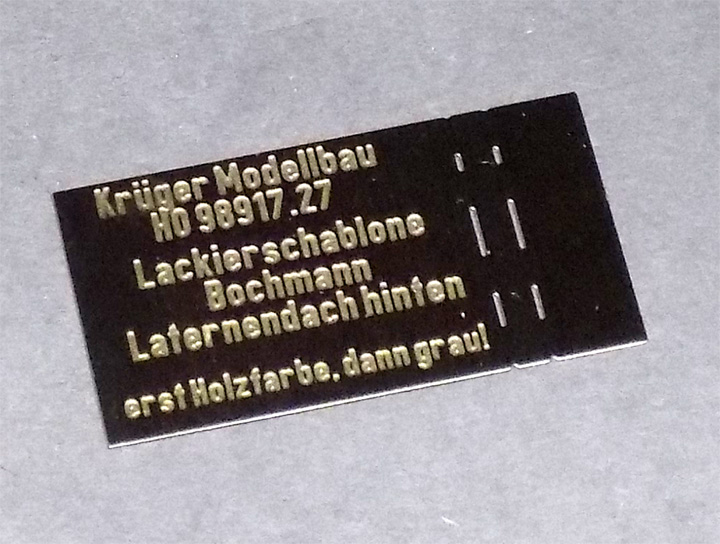 Krüger Modellbau
H0 98917.27
Lackierschablone
Bochmann
Laternendach hinten
erst Holzfarbe, dann grau!